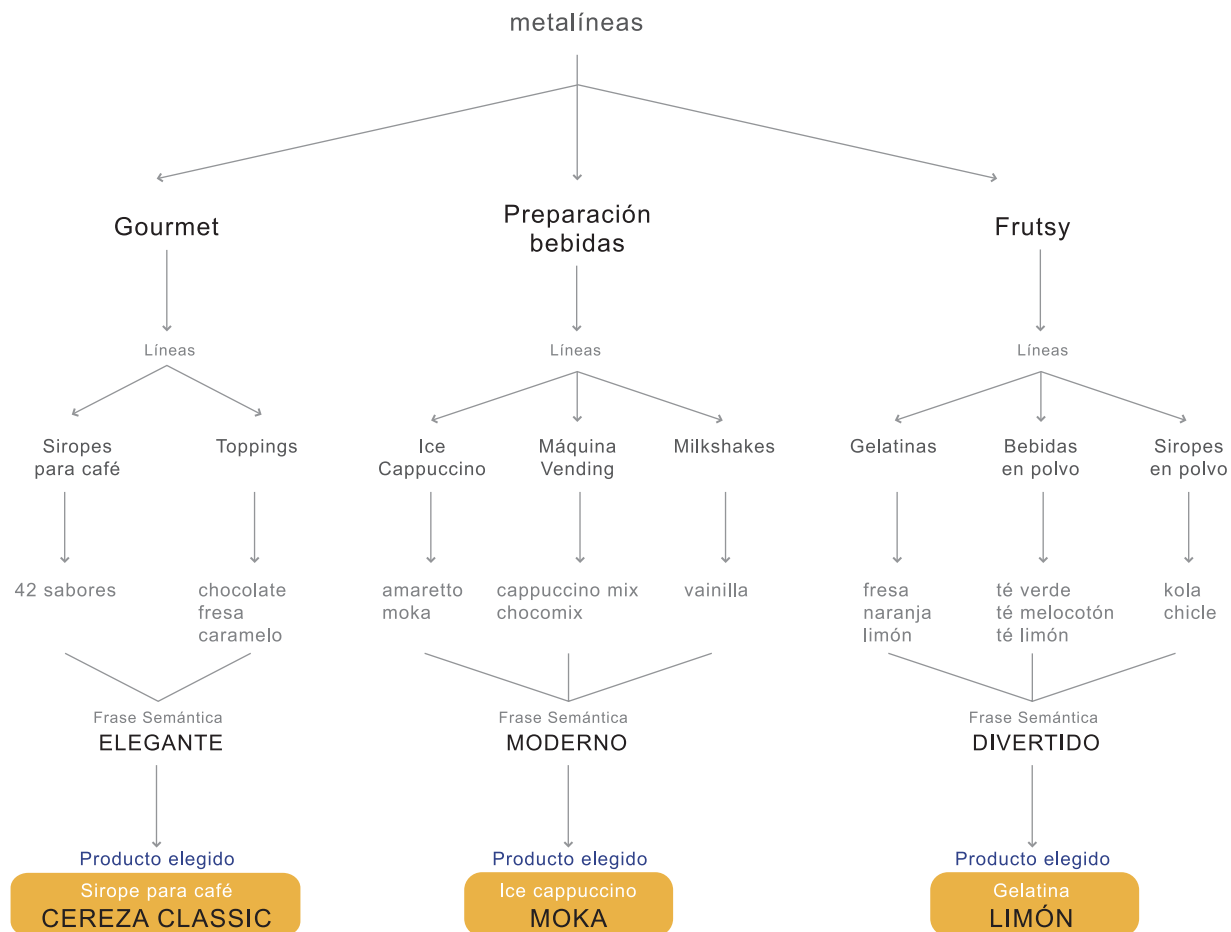 metalíneas
Gourmet
Preparación
bebidas
Frutsy
Líneas
Líneas
Líneas
Siropes
para café
Toppings
Ice
Cappuccino
Máquina
Vending
Milkshakes
Gelatinas
Bebidas
en polvo
Siropes
en polvo
42 sabores
chocolate
fresa
caramelo
amaretto
moka
cappuccino mix
chocomix
vainilla
fresa
naranja
limón
té verde
té melocotón
té limón
kola
chicle
Frase Semántica
ELEGANTE
Frase Semántica
MODERNO
Frase Semántica
DIVERTIDO
Producto elegido
Sirope para café
CEREZA CLASSIC
Producto elegido
Ice cappuccino
MOKA
Producto elegido
Gelatina
LIMÓN